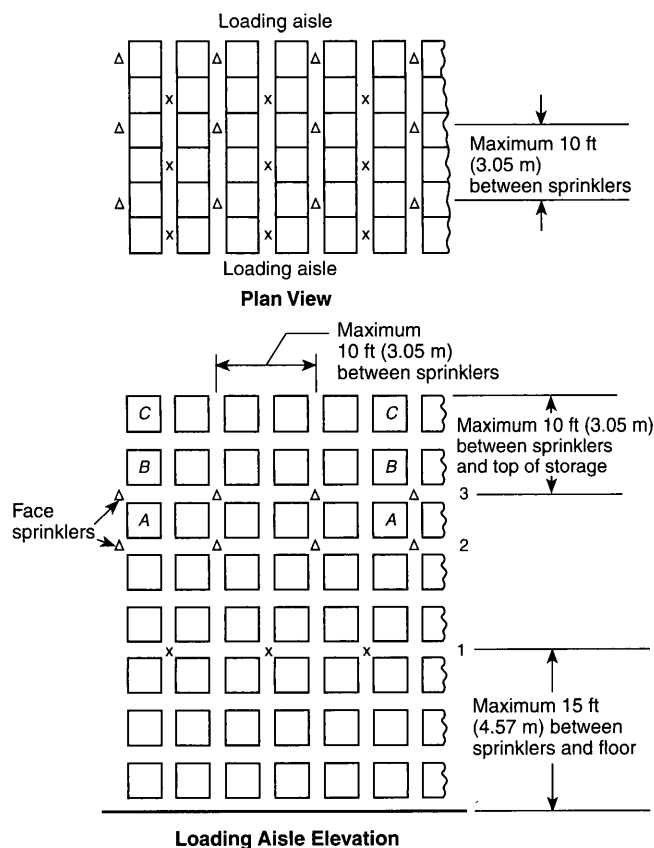 Loading aisle
Maximum 10 ft
(3.05 m)
between sprinklers
Loading aisle
Plan View
Maximum
10 ft (3.05 m)
between sprinklers
C
C
Maximum 10 ft (3.05 m)
between sprinklers
and top of storage
B
B
3
Face
sprinklers
A
A
2
x x x
1
Maximum 15 ft
(4.57 m) between
sprinklers and floor
Loading Aisle Elevation